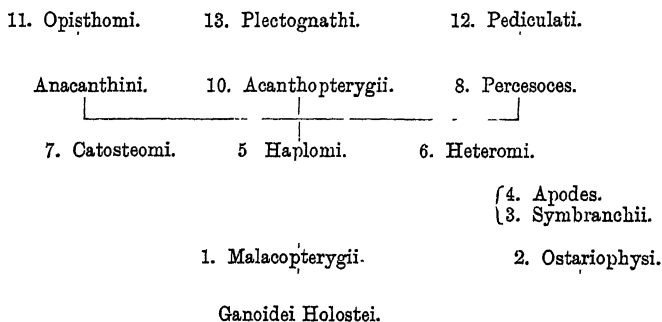 11. Opisthomi. 13. Plectognathi. 12. Pediculati.
Anacanthini. 10. Acanthopterygii. 8. Percesoces.
7. Catosteomi. 5 Haplomi. 6. Heteromi.
4. Apodes.
3. Symbranchii.
1. Malacopterygii. 2. Ostariophysi.
Ganoidei Holostei.